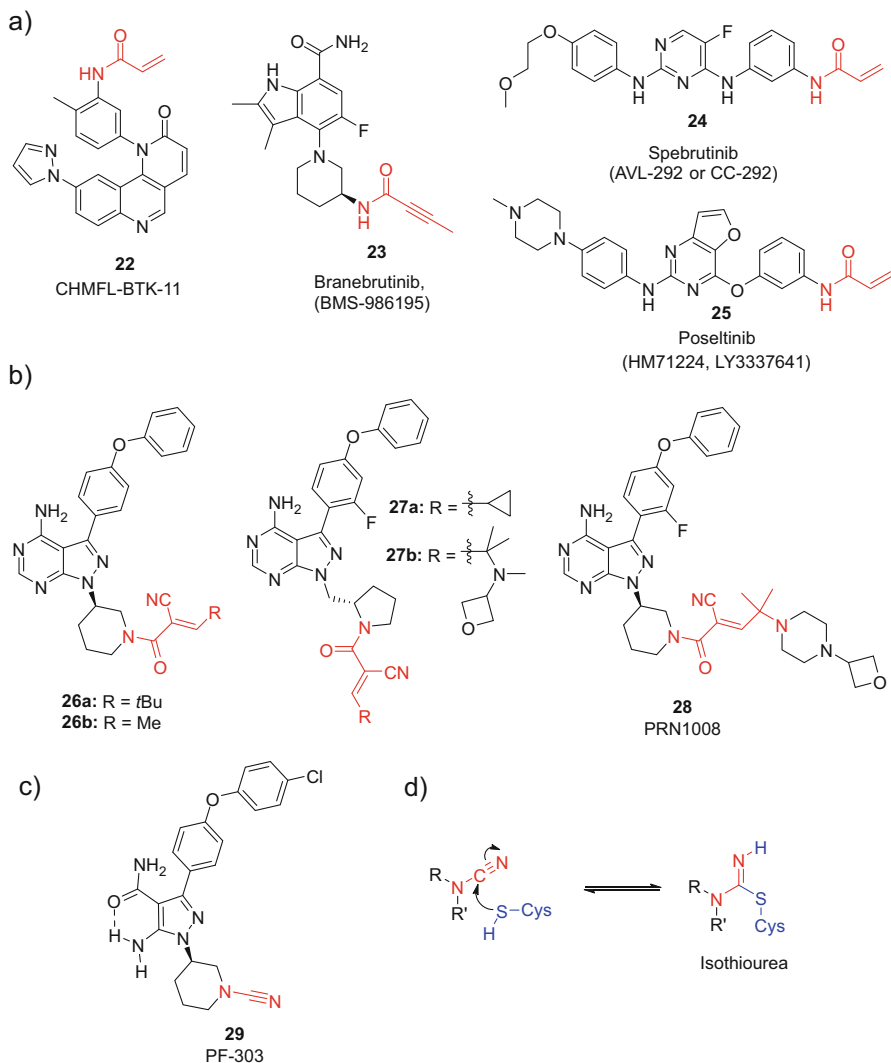 a)
O
HN
O
N
N
N
N
22
CHMFL-BTK-11
O
NH2
HN
F
N
O
N
H
23
Branebrutinib,
(BMS-986195)
O
O
N
H
N
N
F
N
H
N
H
O
24
Spebrutinib
(AVL-292 or CC-292)
N
N
N
H
N
N
O
O
N
H
O
25
Poseltinib
(HM71224, LY3337641)
b)
O
NH2
N
N
N
N
NC
R
N
O
26a: R = tBu
26b: R = Me
O
NH2
F
N
N
N
N
N
O
CN
R
27a: R =
27b: R =
N
O
O
NH2
F
N
N
N
N
NC
N
O
N
N
O
28
PRN1008
c)
Cl
O
NH2
O
H
N
H
N
N
N
N
29
PF-303
d)
R
N
R'
C
N
S
H
Cys
N
H
R
N
R'
S
Cys
Isothiourea